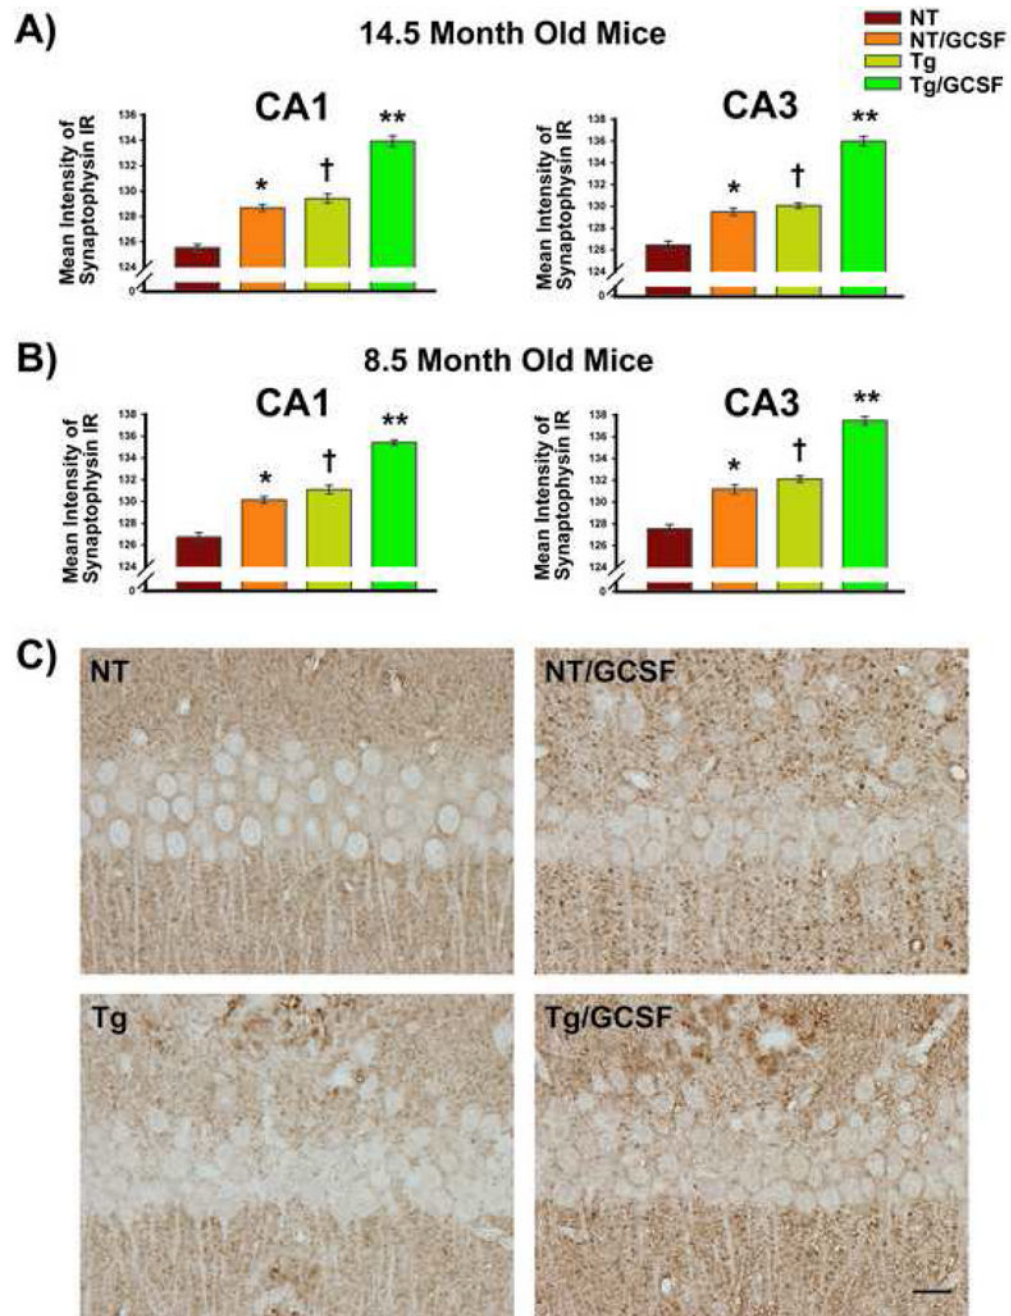 A)
14.5 Month Old Mice
NT
NT/GCSF
Tg
Tg/GCSF
CA1
Mean Intensity of
Synaptophysin IR
136
134
132
130
128
126
124
0
*
†
**
CA3
Mean Intensity of
Synaptophysin IR
138
136
134
132
130
128
126
124
0
*
†
**
B)
8.5 Month Old Mice
CA1
Mean Intensity of
Synaptophysin IR
138
136
134
132
130
128
126
124
0
*
†
**
CA3
Mean Intensity of
Synaptophysin IR
138
136
134
132
130
128
126
124
0
*
†
**
C)
NT
NT/GCSF
Tg
Tg/GCSF